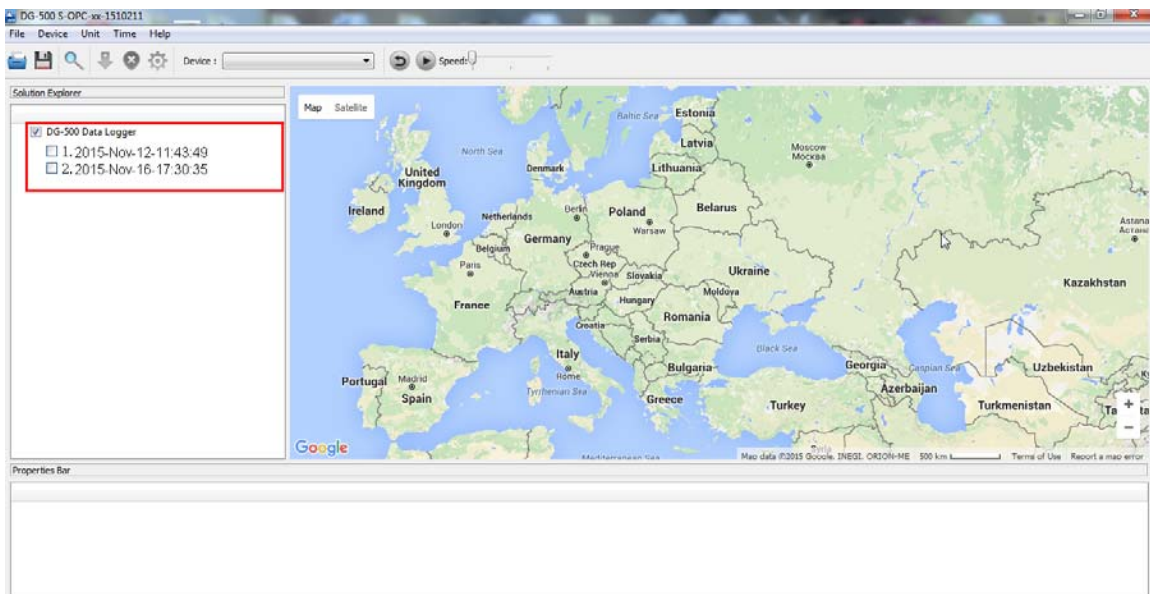 DG-500 S-OPC-xx-1510211
File Device Unit Time Help
Device : Speed:
Solution Explorer
DG-500 Data Logger
1. 2015-Nov-12-11:43:49
2. 2015-Nov-16-17:30:35
Map Satellite
Baltic Sea
Estonia
Latvia
Moscow
Москва
North Sea
Denmark
Lithuania
United
Kingdom
Ireland
Berlin
Poland
Belarus
Netherlands
London
Warsaw
Astana
Астана
Germany
Belgium
Prague
Paris
Czech Rep
Vienna
Slovakia
Ukraine
Kazakhstan
Austria
Moldova
France
Hungary
Romania
Croatia
Serbia
Black Sea
Italy
Bulgaria
Georgia
Caspian Sea
Uzbekistan
Portugal
Madrid
Rome
Azerbaijan
Spain
Tyrrhenian Sea
Greece
Turkey
Turkmenistan
+
−
Google
Mediterranean Sea
Syria
Map data ©2015 Google, INEGI, ORION-ME 500 km Terms of Use Report a map error
Properties Bar